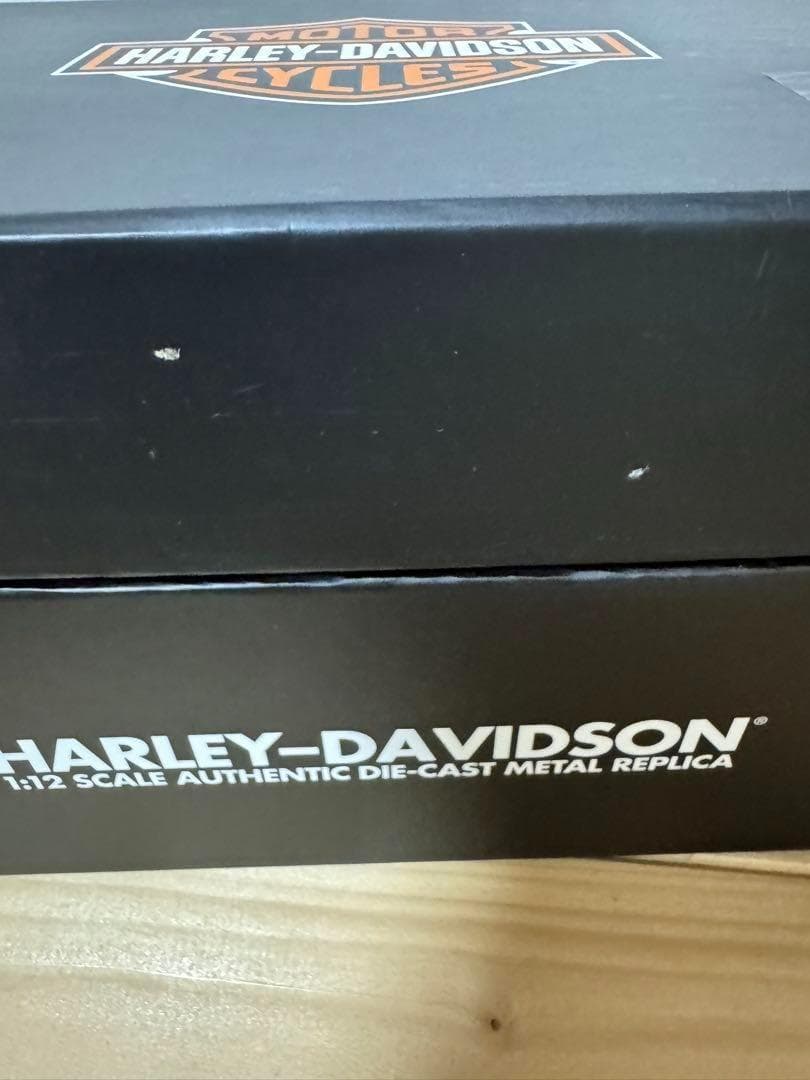 MOTOR
HARLEY-DAVIDSON
CYCLES
HARLEY-DAVIDSON®
1:12 SCALE AUTHENTIC DIE-CAST METAL REPLICA